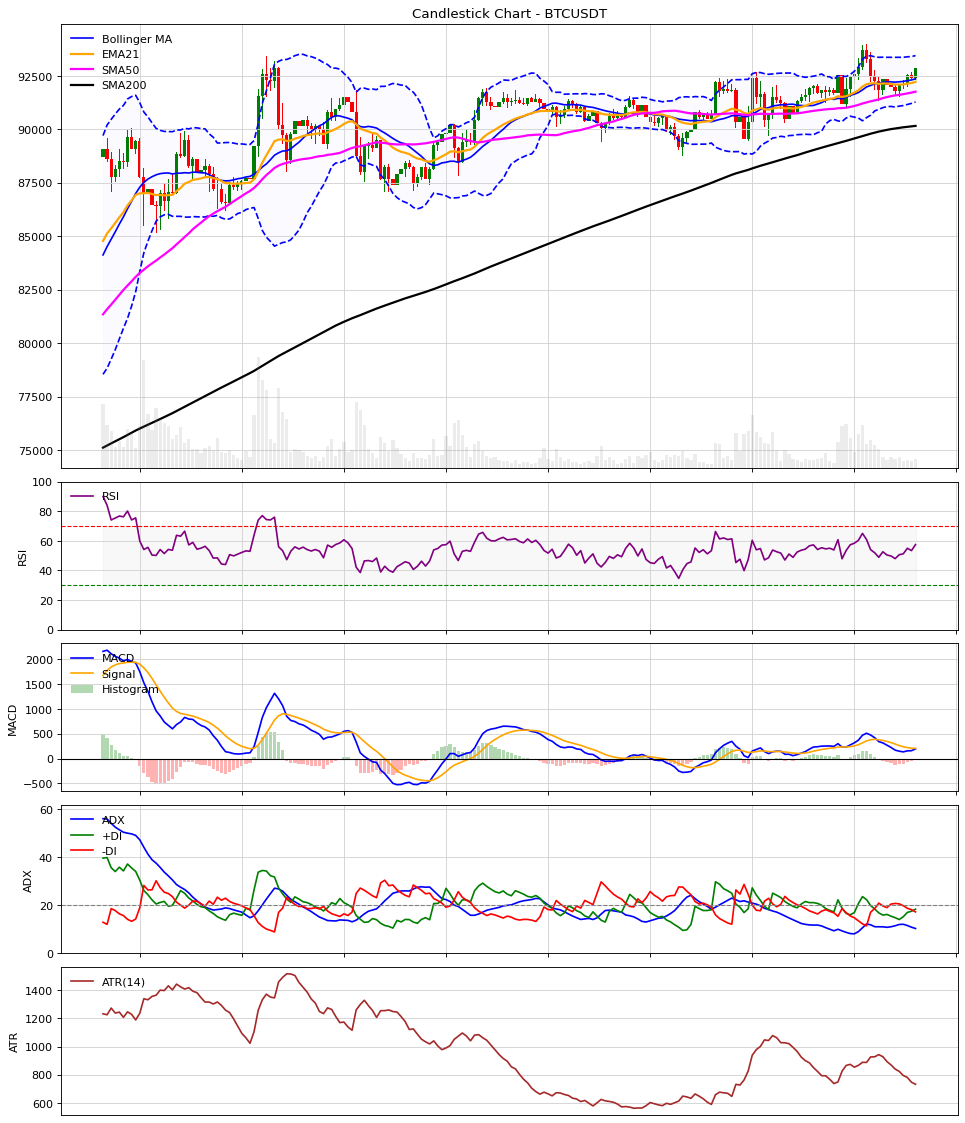 Candlestick Chart - BTCUSDT
Bollinger MA
EMA21
SMA50
SMA200
92500
90000
87500
85000
82500
80000
77500
75000
100
RSI
80
60
RSI
40
20
0
2000
MACD
Signal
1500
Histogram
1000
MACD
500
0
−500
60
ADX
+DI
-DI
40
ADX
20
0
ATR(14)
1400
1200
ATR
1000
800
600